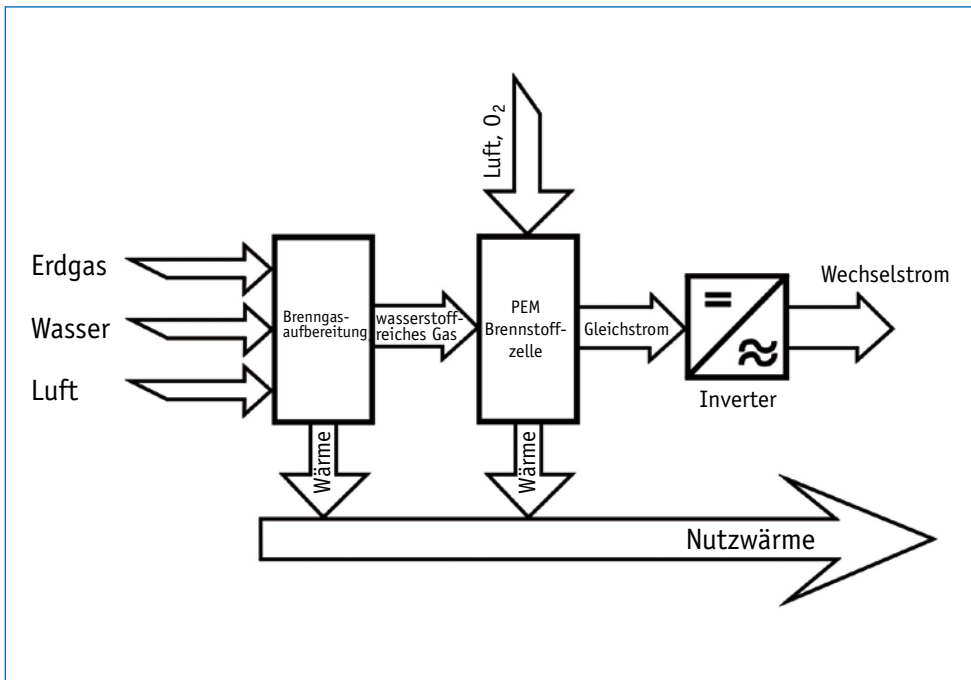 Luft, O₂
Erdgas
Wasser
Luft
Brenngas-
aufbereitung
wasserstoff-
reiches Gas
PEM
Brennstoff-
zelle
Gleichstrom
Wechselstrom
Inverter
Wärme
Wärme
Nutzwärme